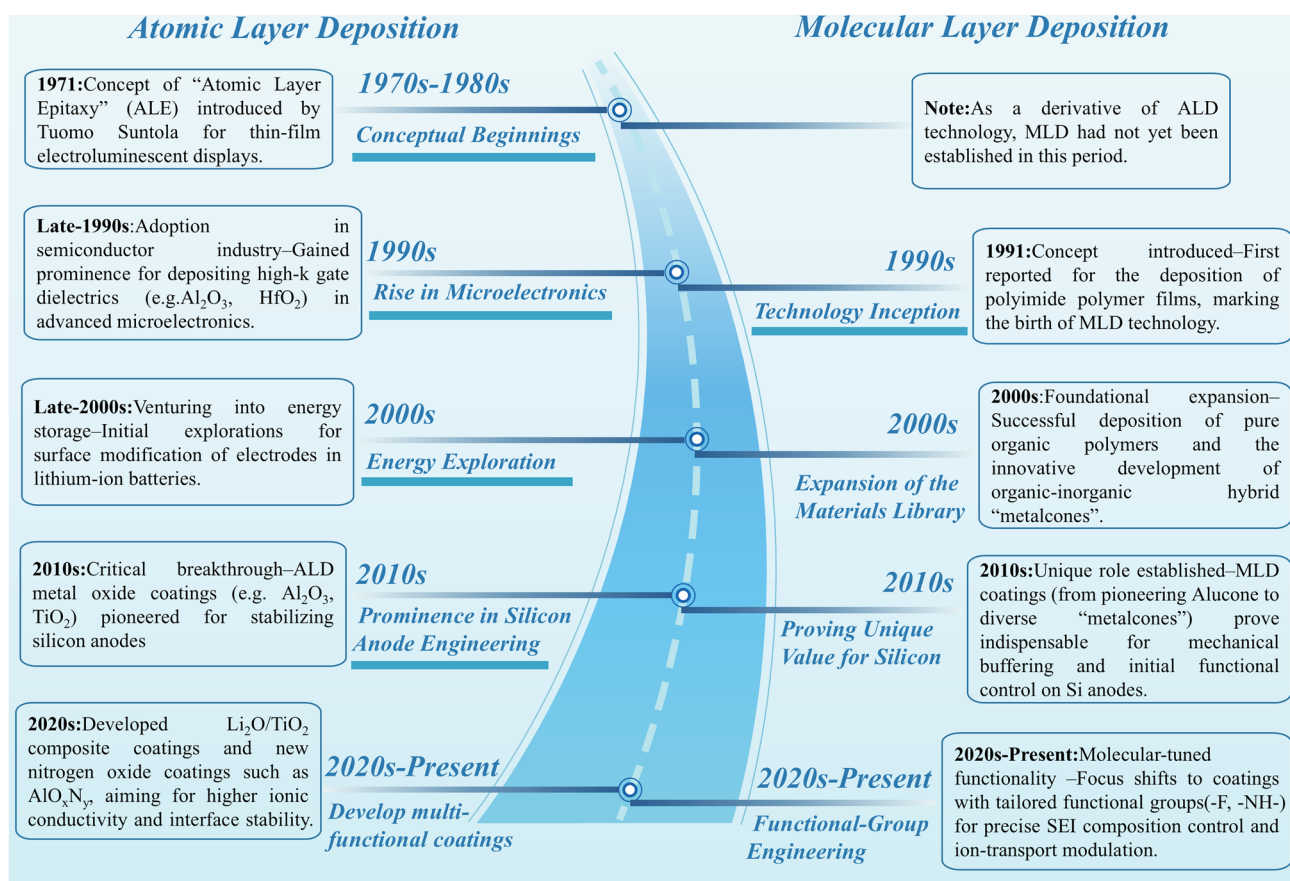 Atomic Layer Deposition
Molecular Layer Deposition
1971:Concept of “Atomic Layer
Epitaxy” (ALE) introduced by
Tuomo Suntola for thin-film
electroluminescent displays.
1970s-1980s
Conceptual Beginnings
Note:As a derivative of ALD
technology, MLD had not yet been
established in this period.
Late-1990s:Adoption in
semiconductor industry–Gained
prominence for depositing high-k gate
dielectrics (e.g.Al₂O₃, HfO₂) in
advanced microelectronics.
1990s
Rise in Microelectronics
1990s
Technology Inception
1991:Concept introduced–First
reported for the deposition of
polyimide polymer films, marking
the birth of MLD technology.
Late-2000s:Venturing into energy
storage–Initial explorations for
surface modification of electrodes in
lithium-ion batteries.
2000s
Energy Exploration
2000s
Expansion of the
Materials Library
2000s:Foundational expansion–
Successful deposition of pure
organic polymers and the
innovative development of
organic-inorganic hybrid
“metalcones”.
2010s:Critical breakthrough–ALD
metal oxide coatings (e.g. Al₂O₃,
TiO₂) pioneered for stabilizing
silicon anodes
2010s
Prominence in Silicon
Anode Engineering
2010s
Proving Unique
Value for Silicon
2010s:Unique role established–MLD
coatings (from pioneering Alucone to
diverse “metalcones”) prove
indispensable for mechanical
buffering and initial functional
control on Si anodes.
2020s:Developed Li₂O/TiO₂
composite coatings and new
nitrogen oxide coatings such as
AlOₓNᵧ, aiming for higher ionic
conductivity and interface stability.
2020s-Present
Develop multi-
functional coatings
2020s-Present
Functional-Group
Engineering
2020s-Present:Molecular-tuned
functionality –Focus shifts to coatings
with tailored functional groups(-F, -NH-)
for precise SEI composition control and
ion-transport modulation.